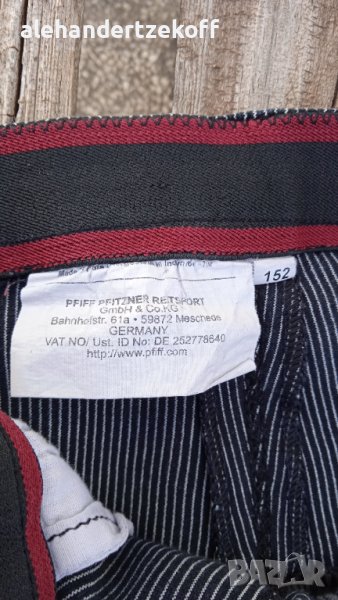 alehandertzekoff
152
PFIFF PFITZNER REITSPORT
GmbH & Co.KG
Bahnhofstr. 61a • 59872 Meschede
GERMANY
VAT NO/ Ust. ID No: DE 252778640
http://www.pfiff.com
bazar